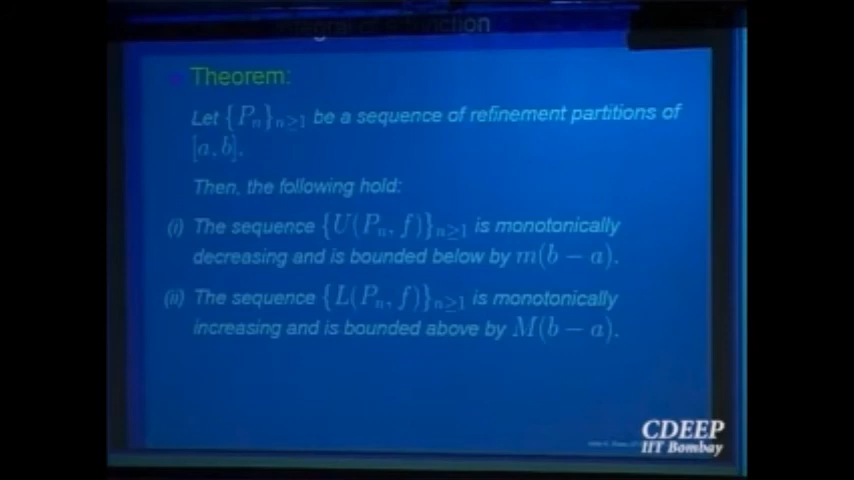 function
Theorem:
Let {P_n}_{n≥1} be a sequence of refinement partitions of
[a, b].
Then, the following hold:
(i) The sequence {U(P_n, f)}_{n≥1} is monotonically
decreasing and is bounded below by m(b − a).
(ii) The sequence {L(P_n, f)}_{n≥1} is monotonically
increasing and is bounded above by M(b − a).
CDEEP
IIT Bombay